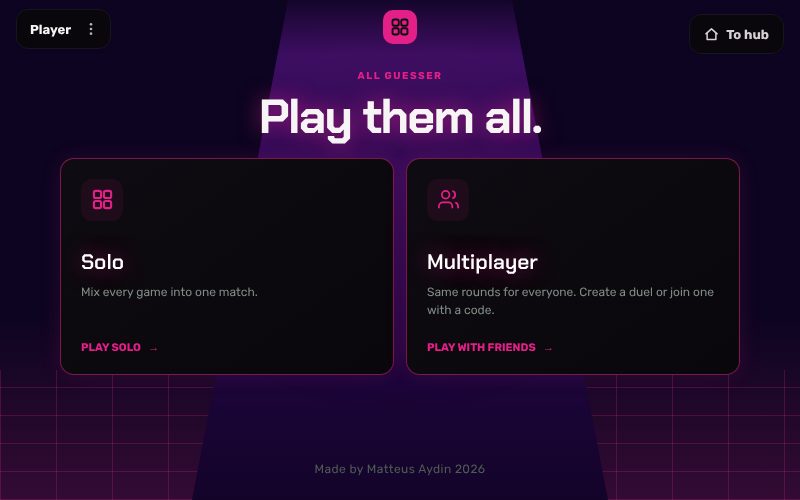 Player
To hub
ALL GUESSER
Play them all.
Solo
Mix every game into one match.
PLAY SOLO →
Multiplayer
Same rounds for everyone. Create a duel or join one
with a code.
PLAY WITH FRIENDS →
Made by Matteus Aydin 2026